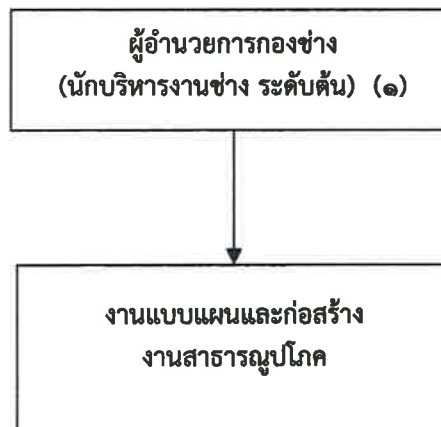 ผู้อำนวยการกองช่าง
(นักบริหารงานช่าง ระดับต้น) (๑)
งานแบบแผนและก่อสร้าง
งานสาธารณูปโภค